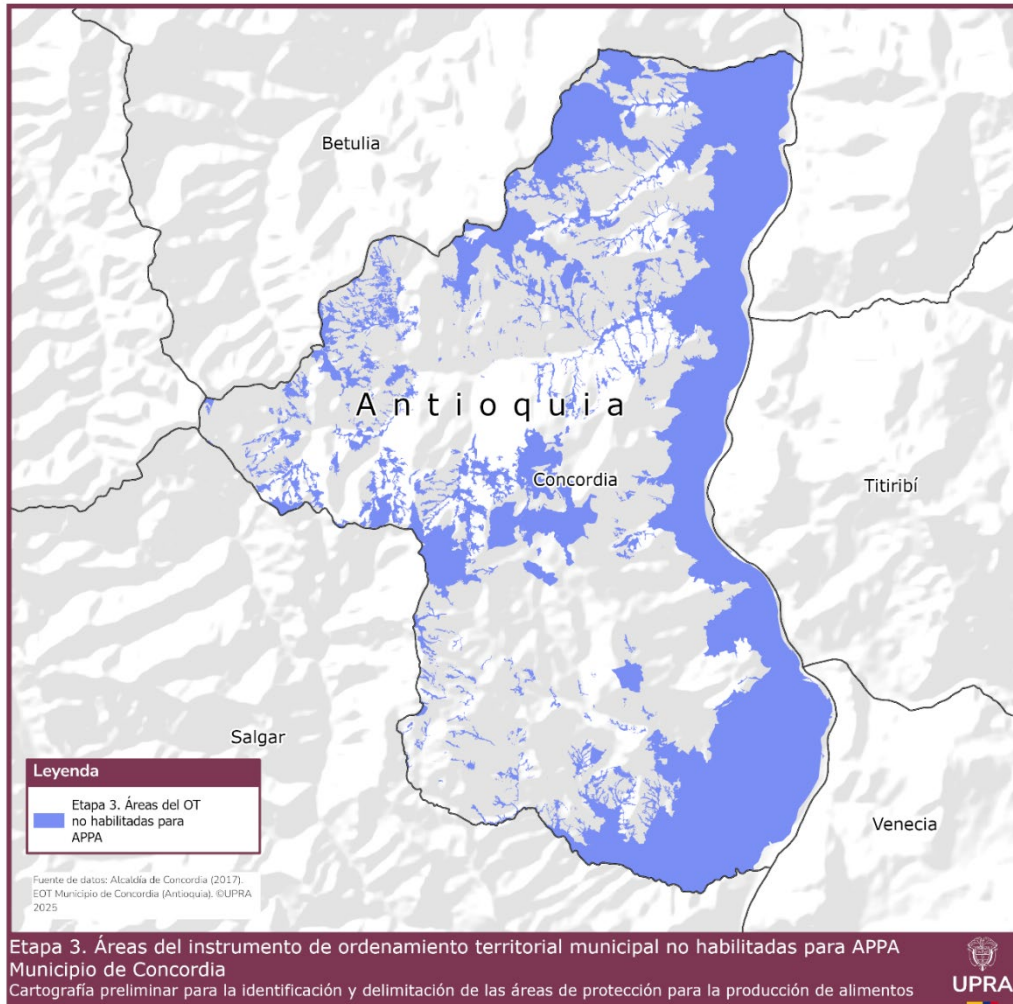 Betulia
Antioquia
Concordia
Titiribí
Salgar
Venecia
Leyenda
Etapa 3. Áreas del OT
no habilitadas para
APPA
Fuente de datos: Alcaldía de Concordia (2017).
EOT Municipio de Concordia (Antioquia). ©UPRA
2025
Etapa 3. Áreas del instrumento de ordenamiento territorial municipal no habilitadas para APPA
Municipio de Concordia
Cartografía preliminar para la identificación y delimitación de las áreas de protección para la producción de alimentos
UPRA